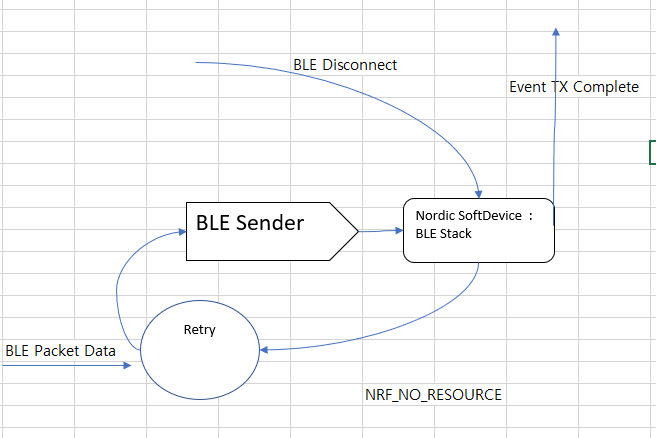 BLE Disconnect
Event TX Complete
BLE Sender
Nordic SoftDevice :
BLE Stack
Retry
BLE Packet Data
NRF_NO_RESOURCE